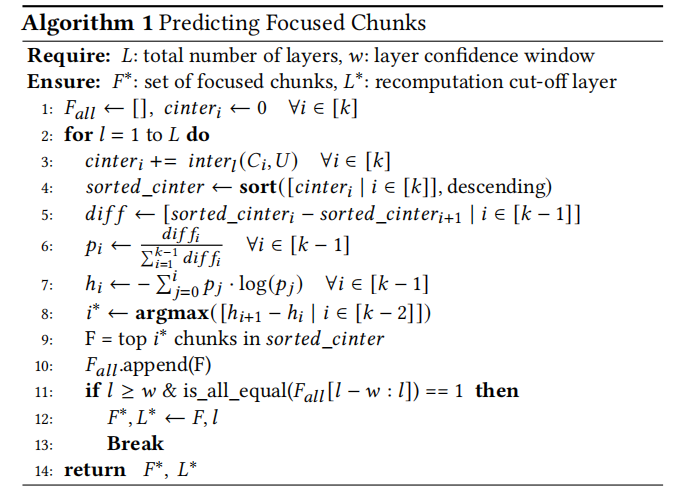 Algorithm 1 Predicting Focused Chunks
Require: L: total number of layers, w: layer confidence window
Ensure: F*: set of focused chunks, L*: recomputation cut-off layer
1: F_all ← [], cinter_i ← 0 ∀i ∈ [k]
2: for l = 1 to L do
3: cinter_i += inter_l(C_i, U) ∀i ∈ [k]
4: sorted_cinter ← sort([cinter_i | i ∈ [k]], descending)
5: diff ← [sorted_cinter_i − sorted_cinter_{i+1} | i ∈ [k − 1]]
6: p_i ← \frac{diff_i}{\sum_{i=1}^{k-1} diff_i} ∀i ∈ [k − 1]
7: h_i ← − \sum_{j=0}^{i} p_j · log(p_j) ∀i ∈ [k − 1]
8: i* ← argmax([h_{i+1} − h_i | i ∈ [k − 2]])
9: F = top i* chunks in sorted_cinter
10: F_all.append(F)
11: if l ≥ w & is_all_equal(F_all[l − w : l]) == 1 then
12: F*, L* ← F, l
13: Break
14: return F*, L*